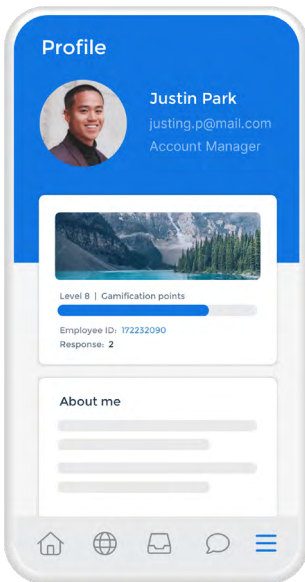 Profile
Justin Park
justing.p@mail.com
Account Manager
Level 8 | Gamification points
Employee ID: 172232090
Response: 2
About me